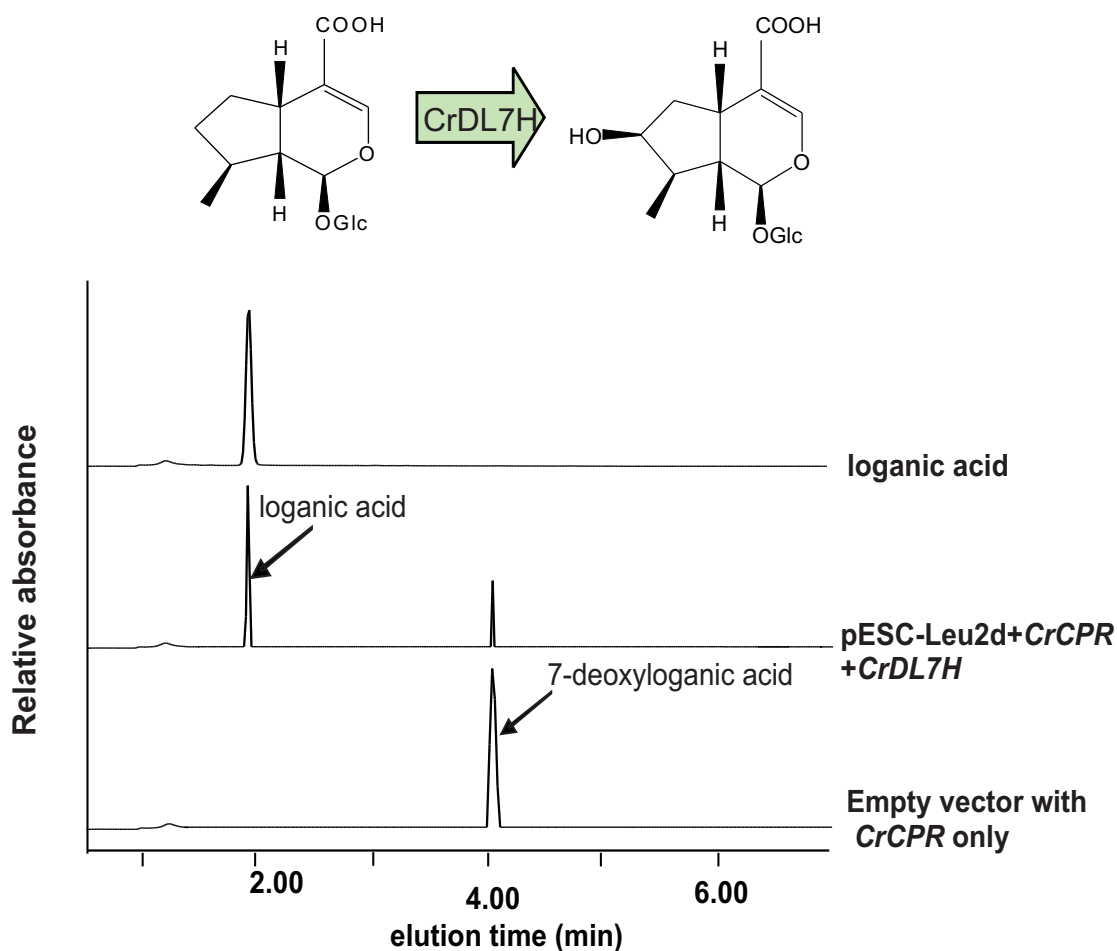 COOH
H
O
H
OGlc
CrDL7H
COOH
H
HO
O
H
OGlc
Relative absorbance
loganic acid
loganic acid
pESC-Leu2d+CrCPR
+CrDL7H
7-deoxyloganic acid
Empty vector with
CrCPR only
2.00
4.00
6.00
elution time (min)